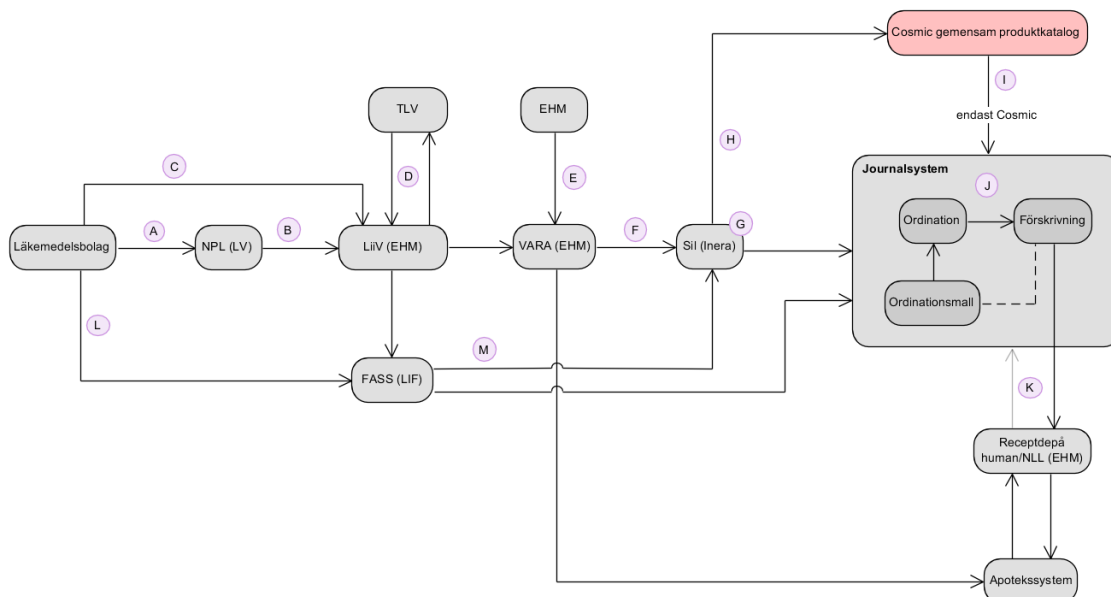 Cosmic gemensam produktkatalog
I
endast Cosmic
TLV
EHM
H
C
D
E
Journalsystem
J
Ordination
Förskrivning
Läkemedelsbolag
A
NPL (LV)
B
LiiV (EHM)
VARA (EHM)
F
Sil (Inera)
G
Ordinationsmall
L
M
FASS (LIF)
K
Receptdepå
human/NLL (EHM)
Apotekssystem